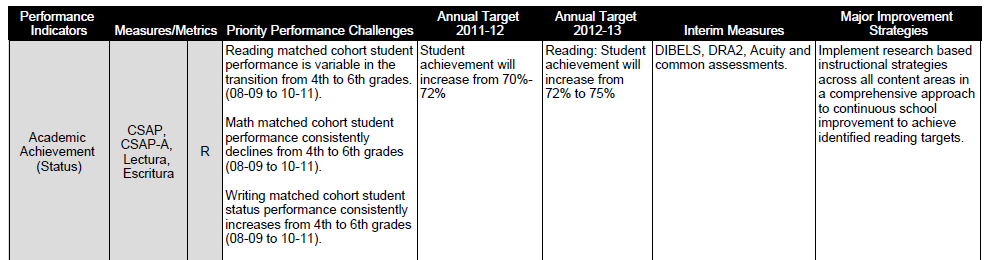 Performance
Indicators
Measures/Metrics
Priority Performance Challenges
Annual Target
2011-12
Annual Target
2012-13
Interim Measures
Major Improvement
Strategies
Academic
Achievement
(Status)
CSAP,
CSAP-A,
Lectura,
Escritura
R
Reading matched cohort student
performance is variable in the
transition from 4th to 6th grades.
(08-09 to 10-11).
Math matched cohort student
performance consistently
declines from 4th to 6th grades
(08-09 to 10-11).
Writing matched cohort student
status performance consistently
increases from 4th to 6th grades
(08-09 to 10-11).
Student
achievement will
increase from 70%-
72%
Reading: Student
achievement will
increase from
72% to 75%
DIBELS, DRA2, Acuity and
common assessments.
Implement research based
instructional strategies
across all content areas in
a comprehensive approach
to continuous school
improvement to achieve
identified reading targets.